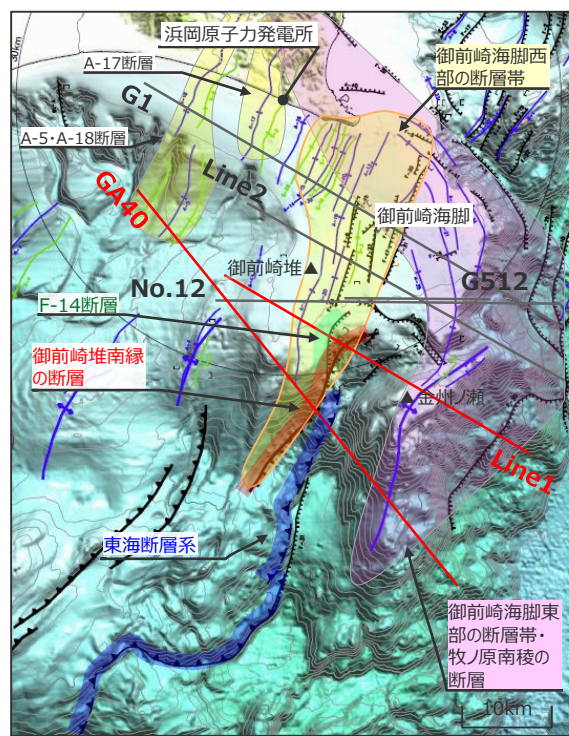 浜岡原子力発電所
A-17断層
御前崎海脚西
部の断層帯
30km
G1
A-5・A-18断層
Line2
GA40
御前崎海脚
御前崎堆
No.12
G512
F-14断層
御前崎堆南縁
の断層
金州ノ瀬
Line1
東海断層系
御前崎海脚東
部の断層帯・
牧ノ原南稜の
断層
10km